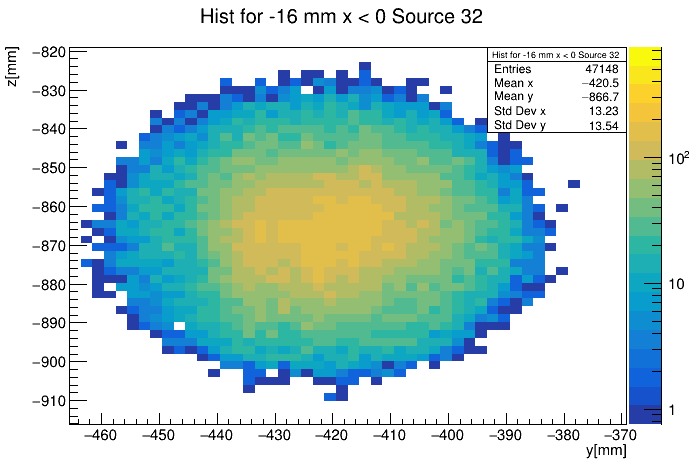 Hist for -16 mm x < 0 Source 32
z[mm]
−820
−830
−840
−850
−860
−870
−880
−890
−900
−910
Hist for -16 mm x < 0 Source 32
Entries 47148
Mean x −420.5
Mean y −866.7
Std Dev x 13.23
Std Dev y 13.54
10²
10
1
−460 −450 −440 −430 −420 −410 −400 −390 −380 −370
y[mm]